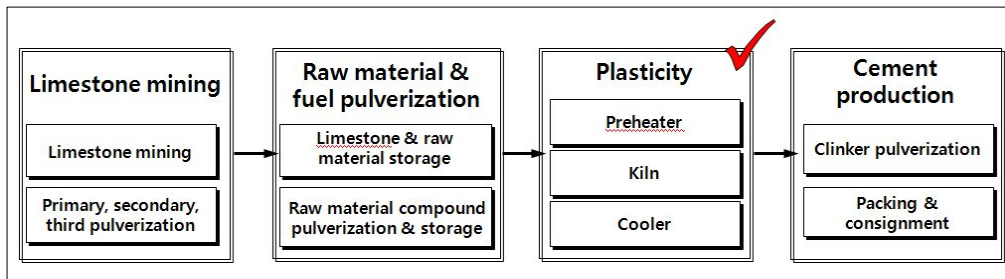 Limestone mining
Limestone mining
Primary, secondary,
third pulverization
Raw material &
fuel pulverization
Limestone & raw
material storage
Raw material compound
pulverization & storage
Plasticity
Preheater
Kiln
Cooler
Cement
production
Clinker pulverization
Packing &
consignment